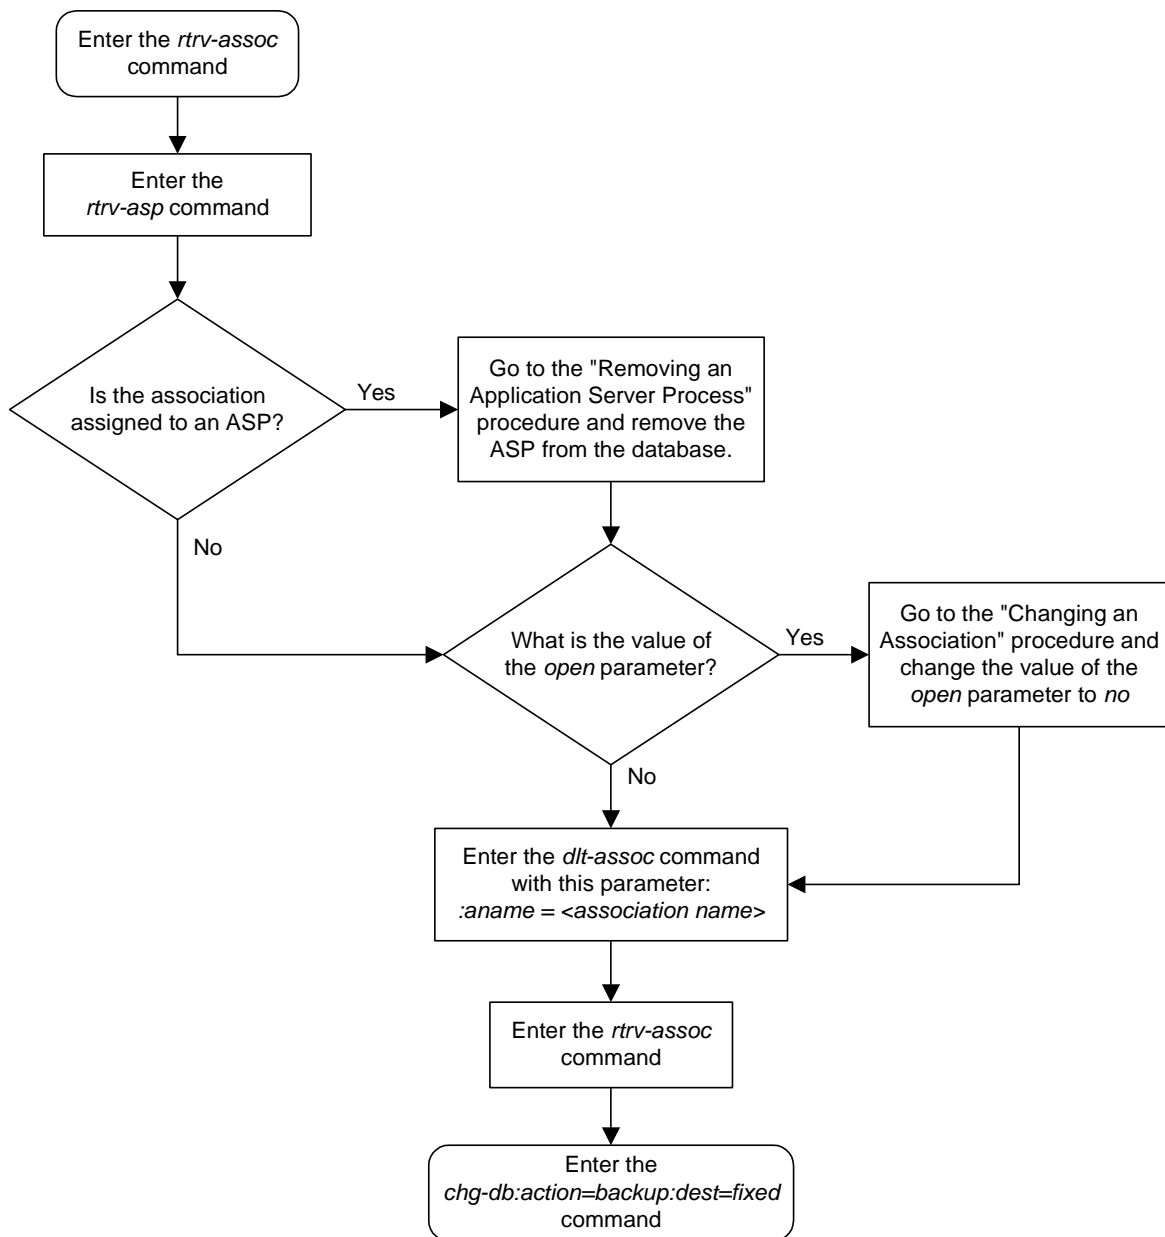 Enter the rtrv-assoc
command
Enter the
rtrv-asp command
Is the association
assigned to an ASP?
Yes
Go to the "Removing an
Application Server Process"
procedure and remove the
ASP from the database.
No
What is the value of
the open parameter?
Yes
Go to the "Changing an
Association" procedure and
change the value of the
open parameter to no
No
Enter the dlt-assoc command
with this parameter:
:aname = <association name>
Enter the rtrv-assoc
command
Enter the
chg-db:action=backup:dest=fixed
command